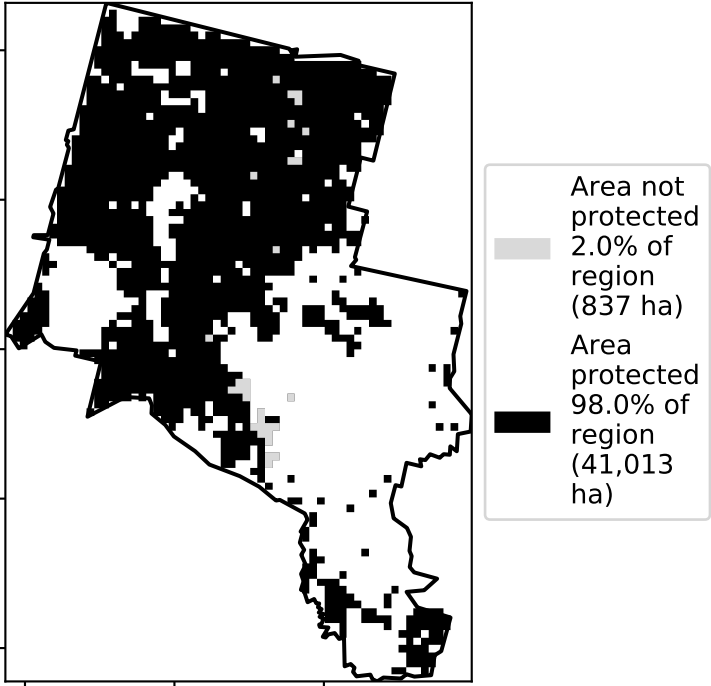 Area not
protected
2.0% of
region
(837 ha)
Area
protected
98.0% of
region
(41,013
ha)